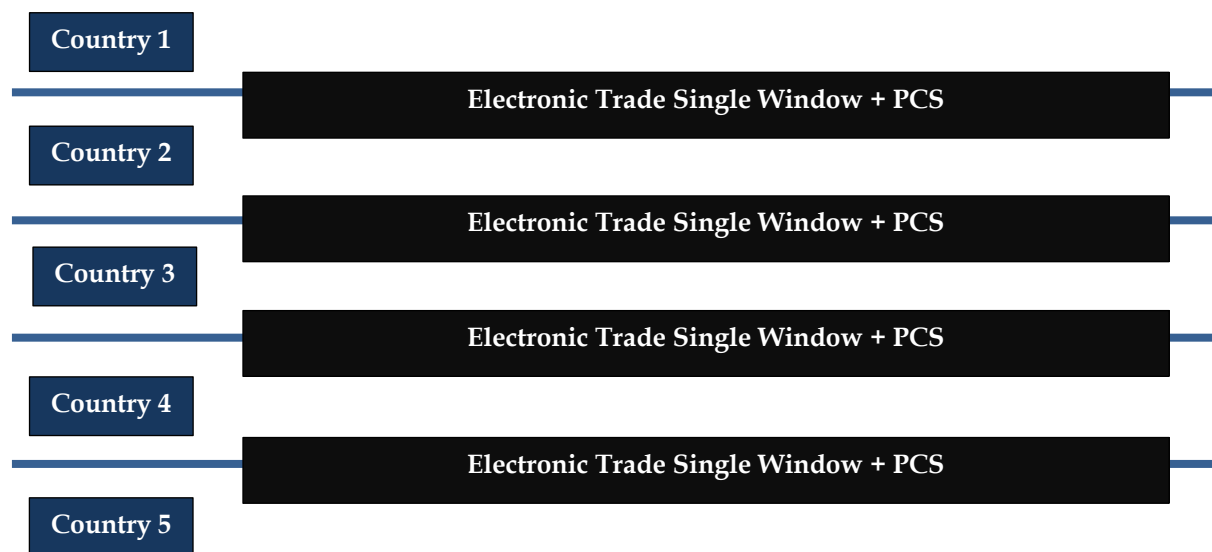 Country 1
Electronic Trade Single Window + PCS
Country 2
Electronic Trade Single Window + PCS
Country 3
Electronic Trade Single Window + PCS
Country 4
Electronic Trade Single Window + PCS
Country 5